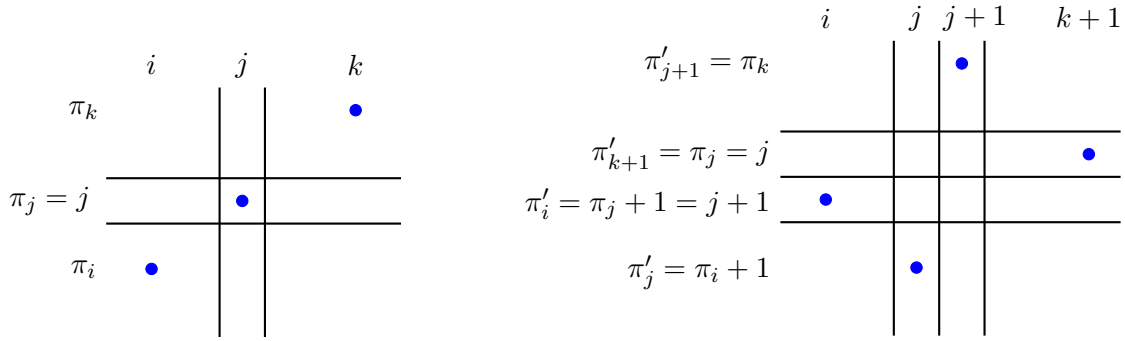 i j k
π_k
π_j = j
π_i
i j j + 1 k + 1
π′_{j+1} = π_k
π′_{k+1} = π_j = j
π′_i = π_j + 1 = j + 1
π′_j = π_i + 1